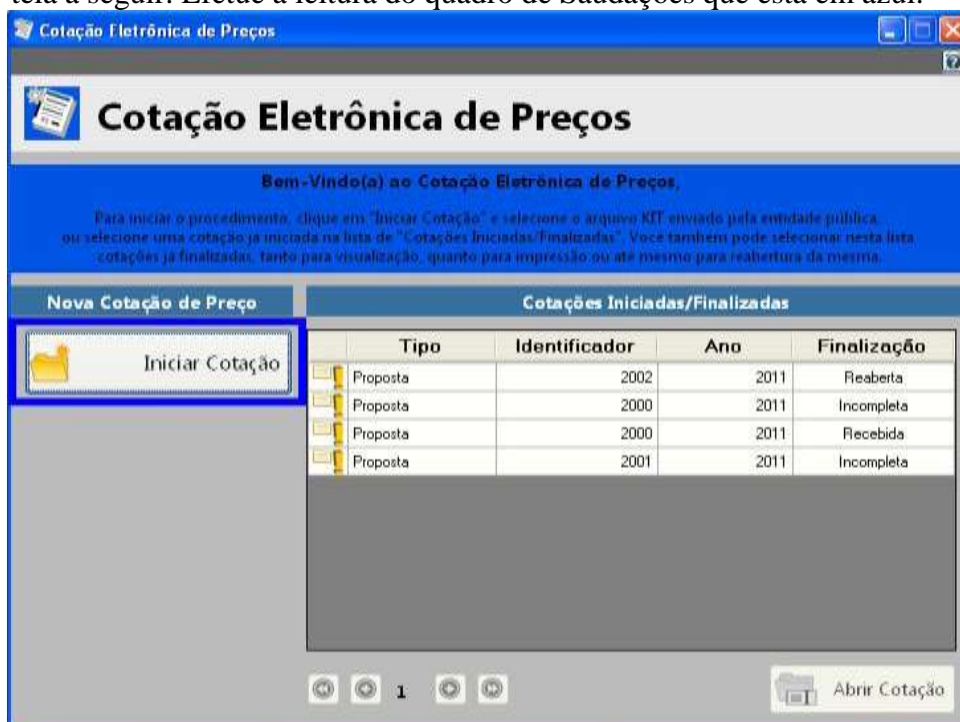 tela a seguir. Efetue a leitura do quadro de Saudações que está em azul.
Cotação Eletrônica de Preços
Cotação Eletrônica de Preços
Bem-Vindo(a) ao Cotação Eletrônica de Preços,
Para iniciar o procedimento, clique em "Iniciar Cotação" e selecione o arquivo KIT enviado pela entidade pública,
ou selecione uma cotação ja iniciada na lista de "Cotações Iniciadas/Finalizadas". Voce tambem pode selecionar nesta lista
cotações ja finalizadas, tanto para visualização, quanto para impressão ou até mesmo para reabertura da mesma.
Nova Cotação de Preço
Cotações Iniciadas/Finalizadas
Iniciar Cotação
Tipo Identificador Ano Finalização
Proposta 2002 2011 Reaberta
Proposta 2000 2011 Incompleta
Proposta 2000 2011 Recebida
Proposta 2001 2011 Incompleta
1
Abrir Cotação